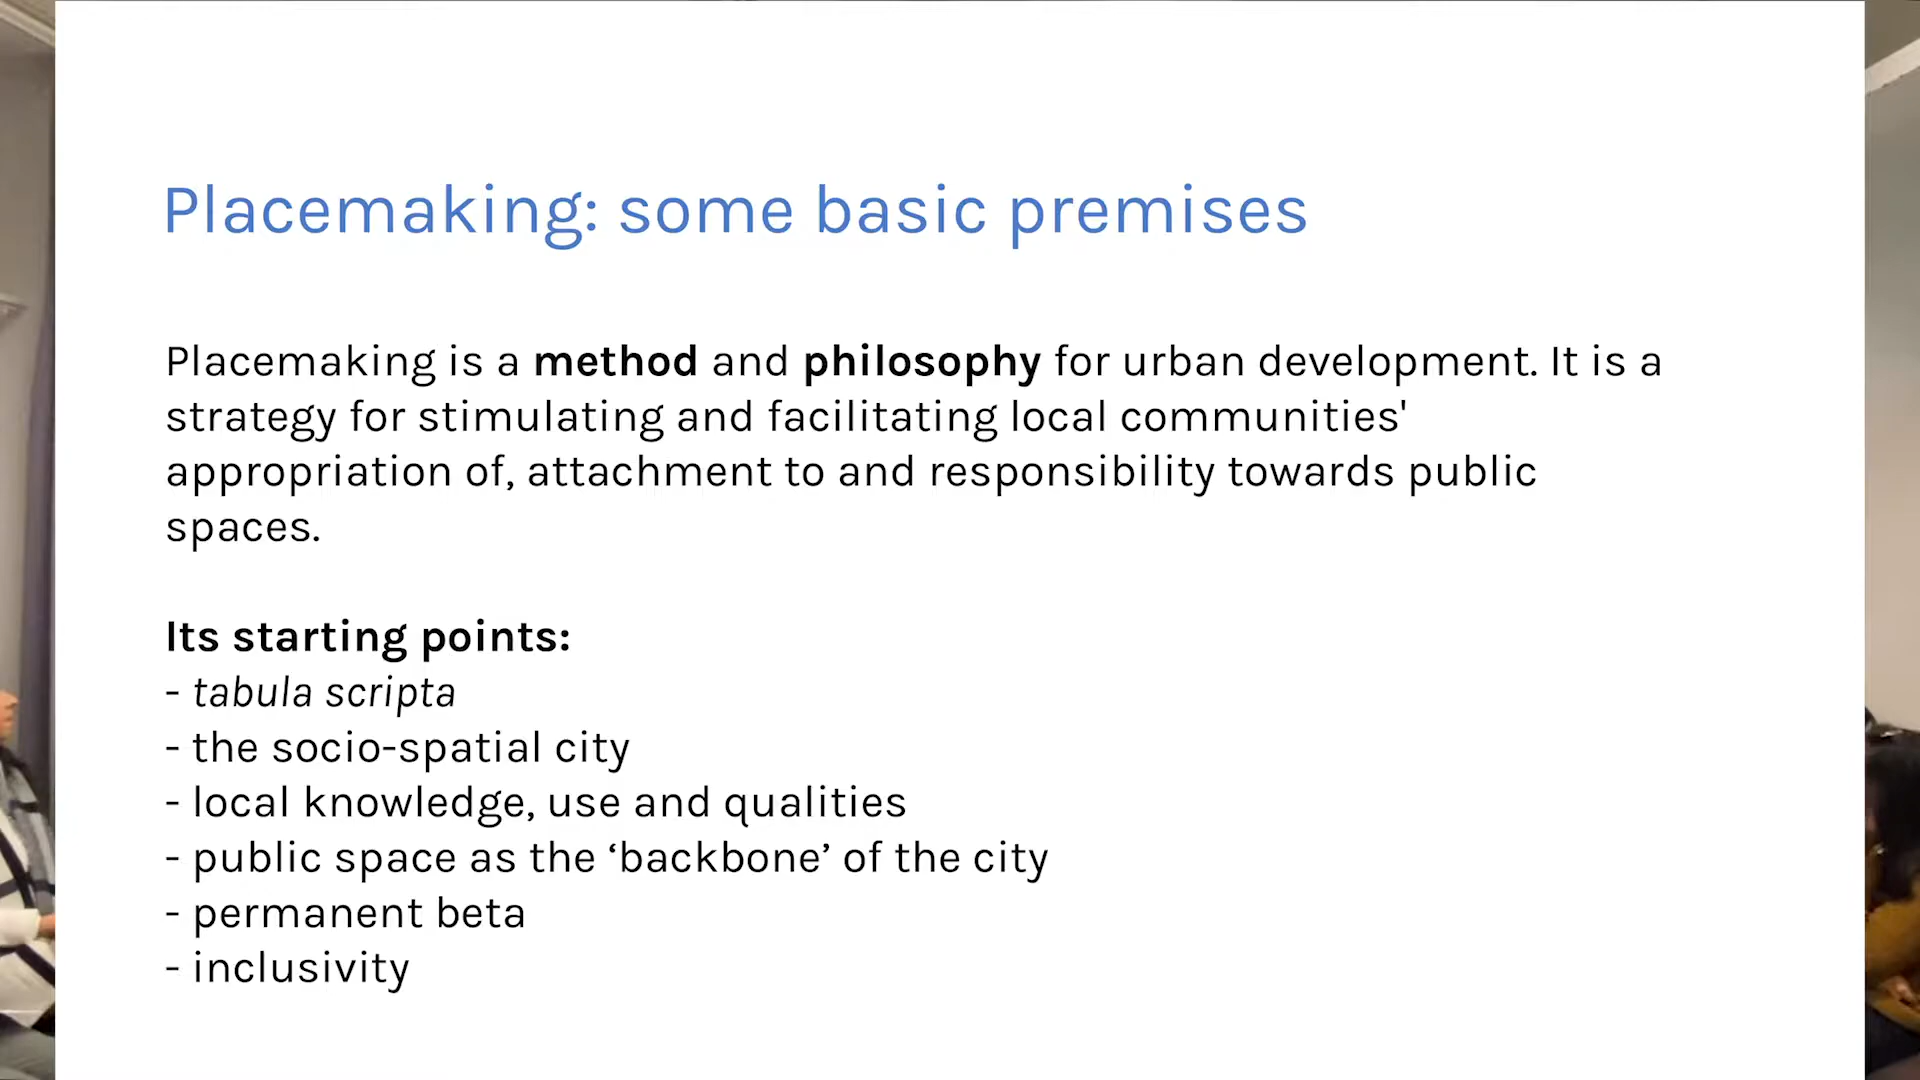 Placemaking: some basic premises
Placemaking is a method and philosophy for urban development. It is a
strategy for stimulating and facilitating local communities'
appropriation of, attachment to and responsibility towards public
spaces.
Its starting points:
- tabula scripta
- the socio-spatial city
- local knowledge, use and qualities
- public space as the ‘backbone’ of the city
- permanent beta
- inclusivity